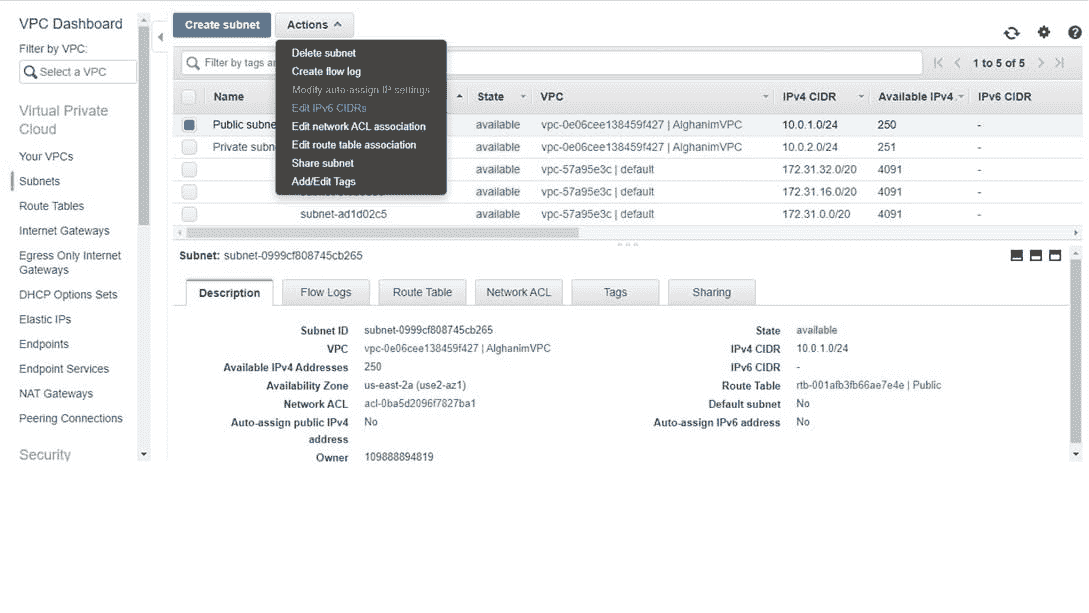 VPC Dashboard
Filter by VPC:
Select a VPC
Virtual Private
Cloud
Your VPCs
Subnets
Route Tables
Internet Gateways
Egress Only Internet
Gateways
DHCP Options Sets
Elastic IPs
Endpoints
Endpoint Services
NAT Gateways
Peering Connections
Security
Create subnet Actions
Filter by tags
1 to 5 of 5
Delete subnet
Create flow log
Modify auto-assign IP settings
Edit IPv6 CIDRs
Edit network ACL association
Edit route table association
Share subnet
Add/Edit Tags
Name State VPC IPv4 CIDR Available IPv4 IPv6 CIDR
Public subne available vpc-0e06cee138459f427 | AlghanimVPC 10.0.1.0/24 250 -
Private subn available vpc-0e06cee138459f427 | AlghanimVPC 10.0.2.0/24 251 -
available vpc-57a95e3c | default 172.31.32.0/20 4091 -
available vpc-57a95e3c | default 172.31.16.0/20 4091 -
subnet-ad1d02c5 available vpc-57a95e3c | default 172.31.0.0/20 4091 -
Subnet: subnet-0999cf808745cb265
Description Flow Logs Route Table Network ACL Tags Sharing
Subnet ID subnet-0999cf808745cb265 State available
VPC vpc-0e06cee138459f427 | AlghanimVPC IPv4 CIDR 10.0.1.0/24
Available IPv4 Addresses 250 IPv6 CIDR -
Availability Zone us-east-2a (use2-az1) Route Table rtb-001afb3fb66ae7e4e | Public
Network ACL acl-0ba5d2096f7827ba1 Default subnet No
Auto-assign public IPv4 No Auto-assign IPv6 address No
address
Owner 109888894819